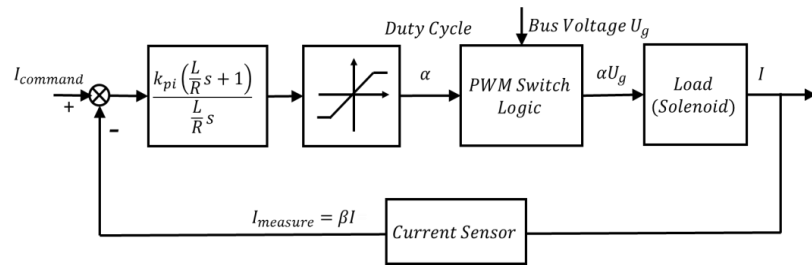 Duty Cycle
Bus Voltage U_g
I_command
+
−
k_pi (L/R s + 1)
L/R s
α
PWM Switch
Logic
αU_g
Load
(Solenoid)
I
I_measure = βI
Current Sensor